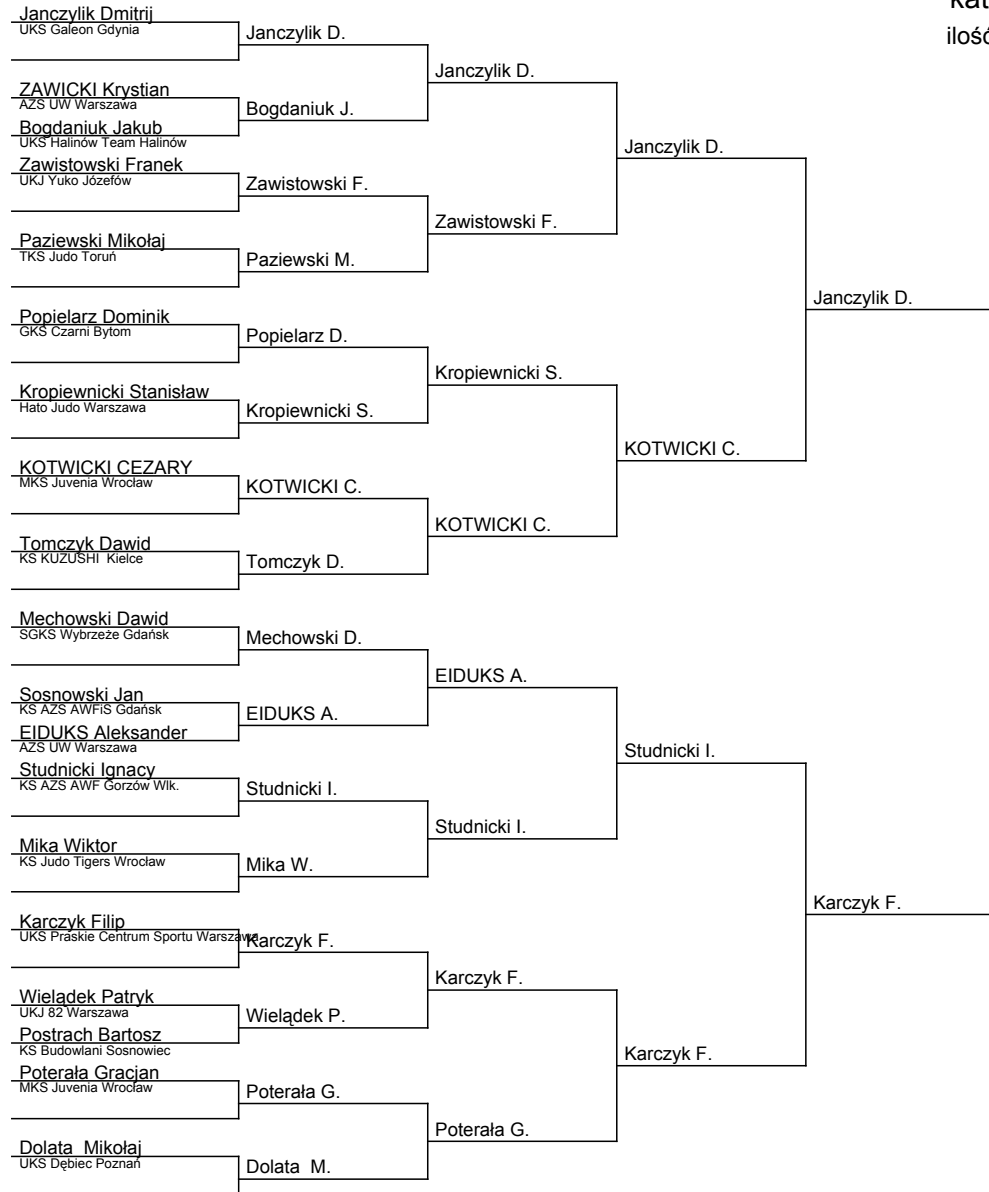 kat
ilość
Janczylik Dmitrij
UKS Galeon Gdynia
ZAWICKI Krystian
AZS UW Warszawa
Bogdaniuk Jakub
UKS Halinów Team Halinów
Zawistowski Franek
UKJ Yuko Józefów
Paziewski Mikołaj
TKS Judo Toruń
Popielarz Dominik
GKS Czarni Bytom
Kropiewnicki Stanisław
Hato Judo Warszawa
KOTWICKI CEZARY
MKS Juvenia Wrocław
Tomczyk Dawid
KS KUZUSHI Kielce
Mechowski Dawid
SGKS Wybrzeże Gdańsk
Sosnowski Jan
KS AZS AWFiS Gdańsk
EIDUKS Aleksander
AZS UW Warszawa
Studnicki Ignacy
KS AZS AWF Gorzów Wlk.
Mika Wiktor
KS Judo Tigers Wrocław
Karczyk Filip
UKS Praskie Centrum Sportu Warszawa
Wielądek Patryk
UKJ 82 Warszawa
Postrach Bartosz
KS Budowlani Sosnowiec
Poterała Gracjan
MKS Juvenia Wrocław
Dolata Mikołaj
UKS Dębiec Poznań
Janczylik D.
Bogdaniuk J.
Zawistowski F.
Paziewski M.
Popielarz D.
Kropiewnicki S.
KOTWICKI C.
Tomczyk D.
Mechowski D.
EIDUKS A.
Studnicki I.
Mika W.
Karczyk F.
Wielądek P.
Poterała G.
Dolata M.
Janczylik D.
Zawistowski F.
Kropiewnicki S.
KOTWICKI C.
EIDUKS A.
Studnicki I.
Karczyk F.
Poterała G.
Janczylik D.
KOTWICKI C.
Studnicki I.
Karczyk F.
Janczylik D.
Karczyk F.